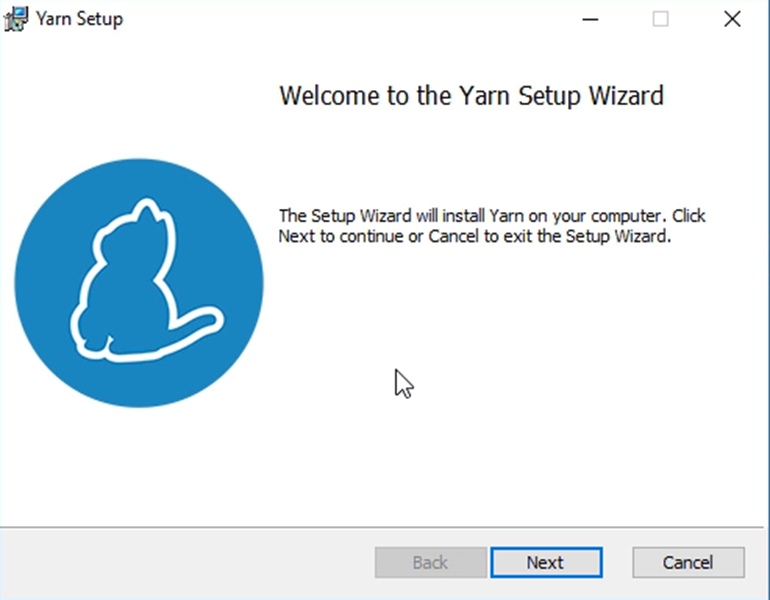 Yarn Setup
Welcome to the Yarn Setup Wizard
The Setup Wizard will install Yarn on your computer. Click
Next to continue or Cancel to exit the Setup Wizard.
Back
Next
Cancel